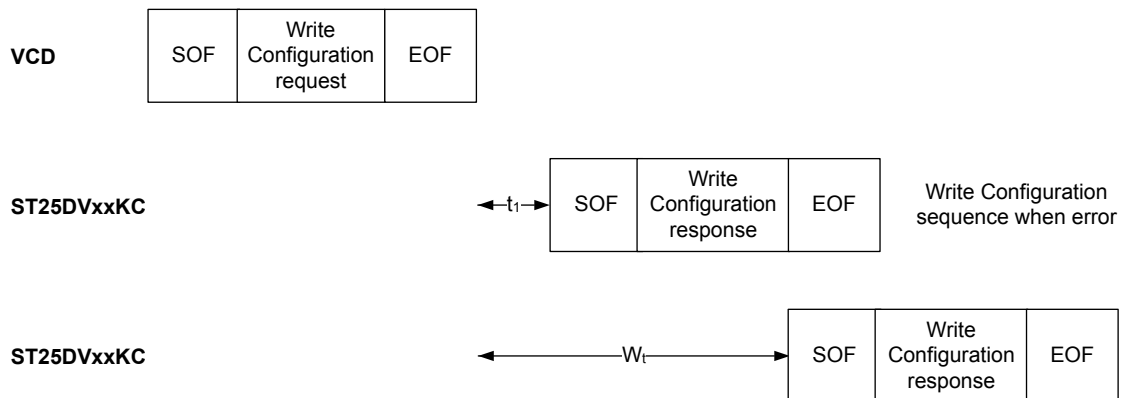 VCD
SOF
Write
Configuration
request
EOF
ST25DVxxKC
t₁
SOF
Write
Configuration
response
EOF
Write Configuration
sequence when error
ST25DVxxKC
Wₜ
SOF
Write
Configuration
response
EOF